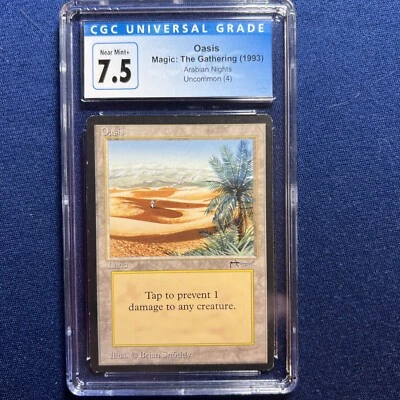 CGC UNIVERSAL GRADE
Near Mint+
7.5
Oasis
Magic: The Gathering (1993)
Arabian Nights
Uncommon (4)
Oasis
Land
Tap to prevent 1
damage to any creature.
Illus. © Brian Snoddy